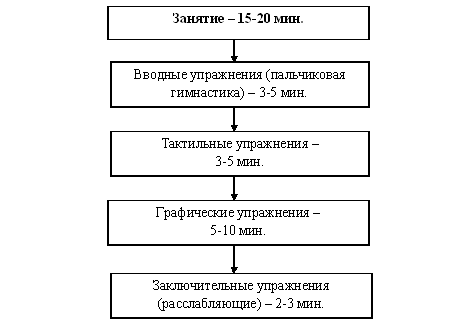 Занятие – 15-20 мин.
Вводные упражнения (пальчиковая
гимнастика) – 3-5 мин.
Тактильные упражнения –
3-5 мин.
Графические упражнения –
5-10 мин.
Заключительные упражнения
(расслабляющие) – 2-3 мин.